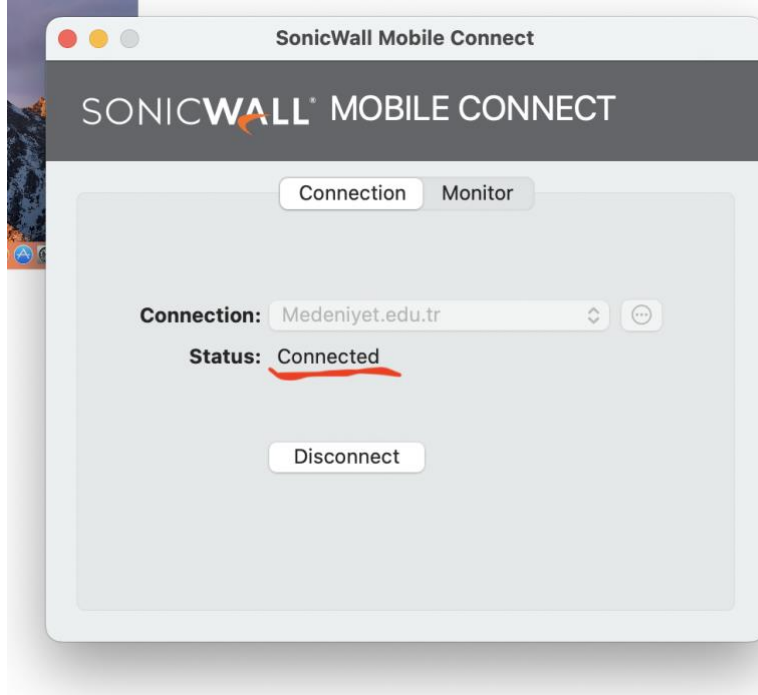 SonicWall Mobile Connect
SONICWALL® MOBILE CONNECT
Connection Monitor
Connection: Medeniyet.edu.tr
Status: Connected
Disconnect